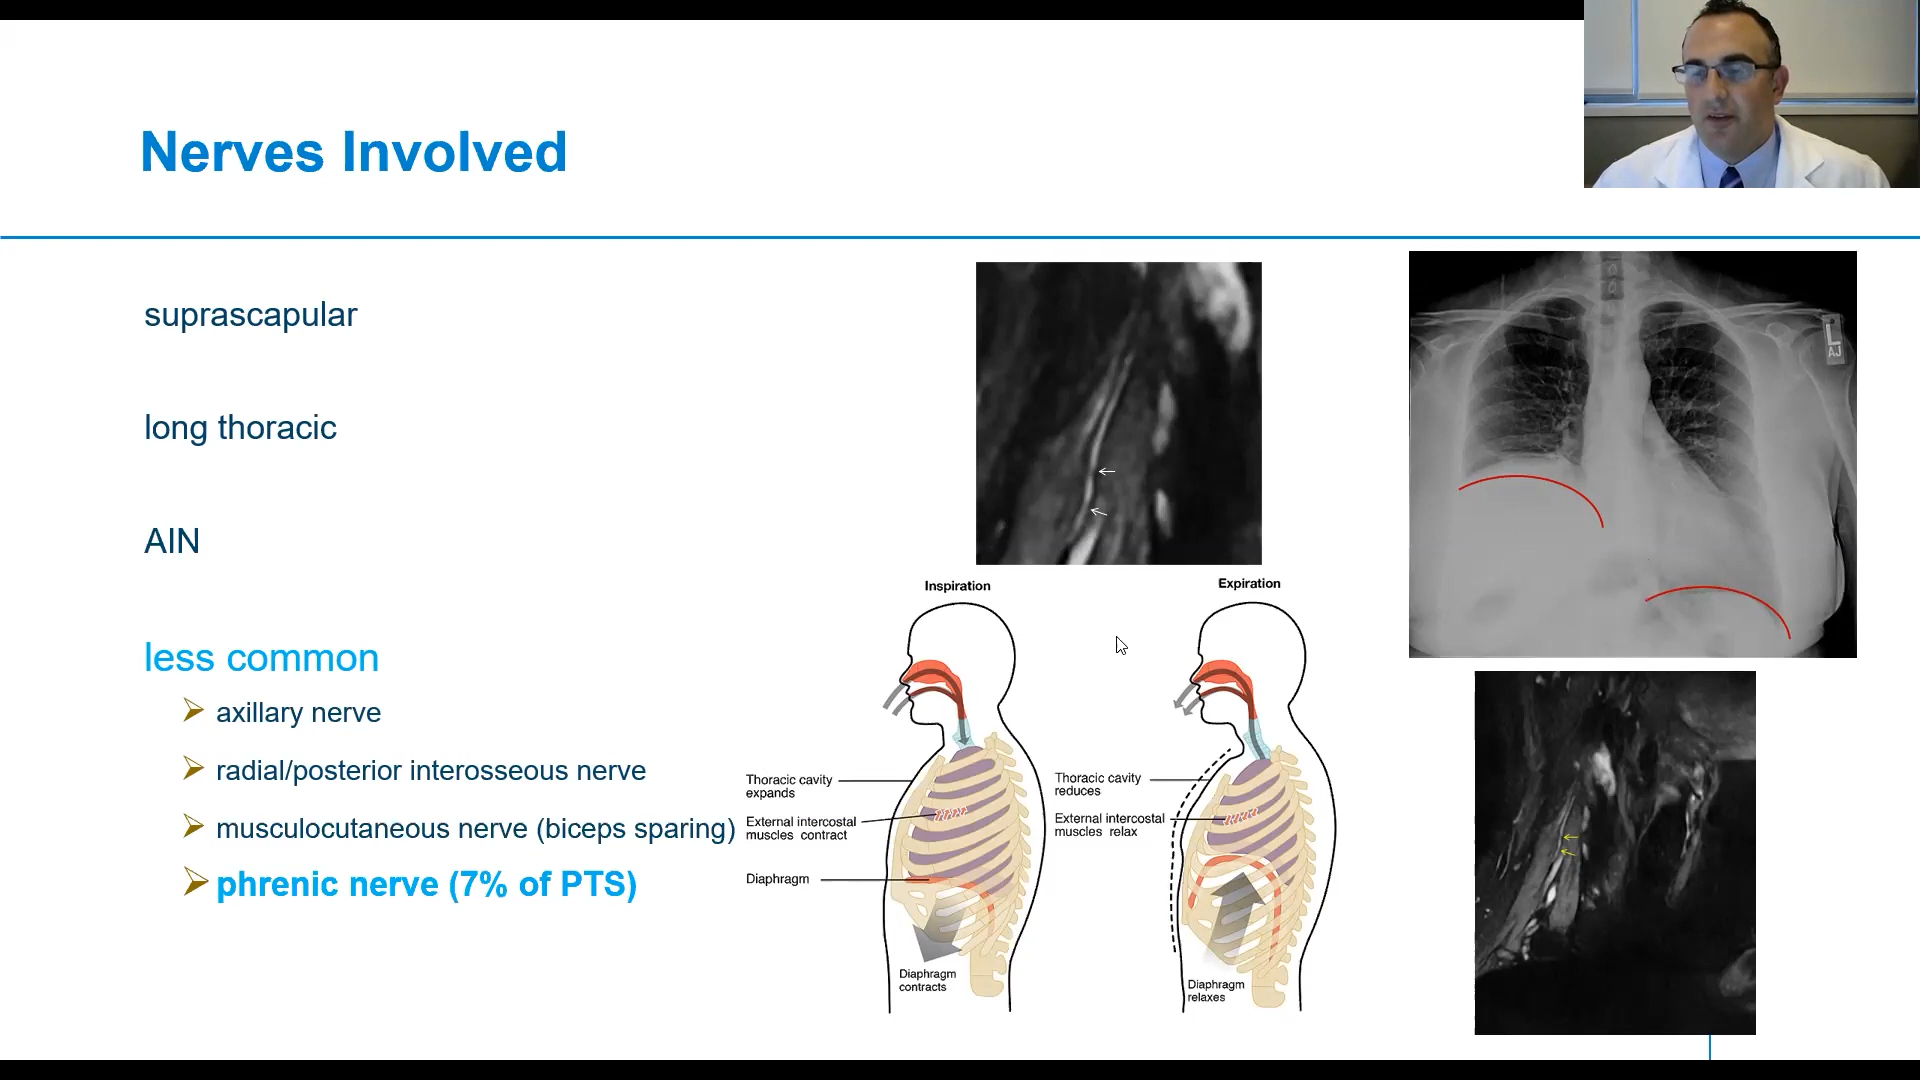 Nerves Involved
suprascapular
long thoracic
AIN
less common
axillary nerve
radial/posterior interosseous nerve
musculocutaneous nerve (biceps sparing)
phrenic nerve (7% of PTS)
Inspiration
Thoracic cavity
expands
External intercostal
muscles contract
Diaphragm
Diaphragm
contracts
Expiration
Thoracic cavity
reduces
External intercostal
muscles relax
Diaphragm
relaxes
L
AJ